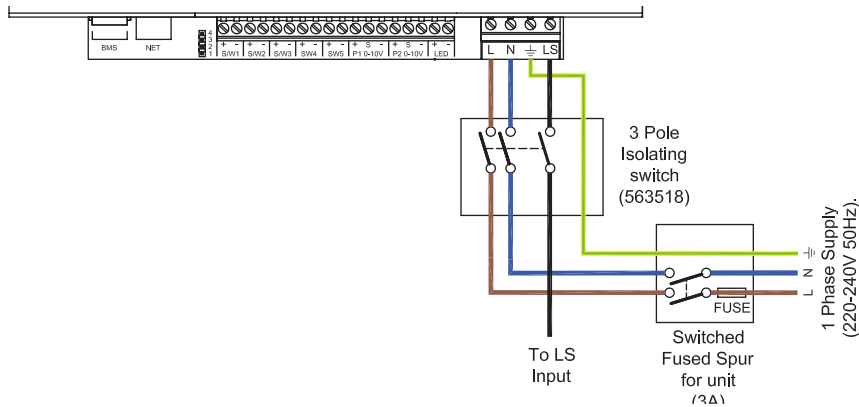 BMS
NET
4
3
2
1
+ - + - + - + - + - + S - + S - + -
S/W1 S/W2 S/W3 SW4 SW5 P1 0-10V P2 0-10V LED
L N LS
3 Pole
Isolating
switch
(563518)
1 Phase Supply
(220-240V 50Hz).
N
L
FUSE
To LS
Input
Switched
Fused Spur
for unit
(3A)